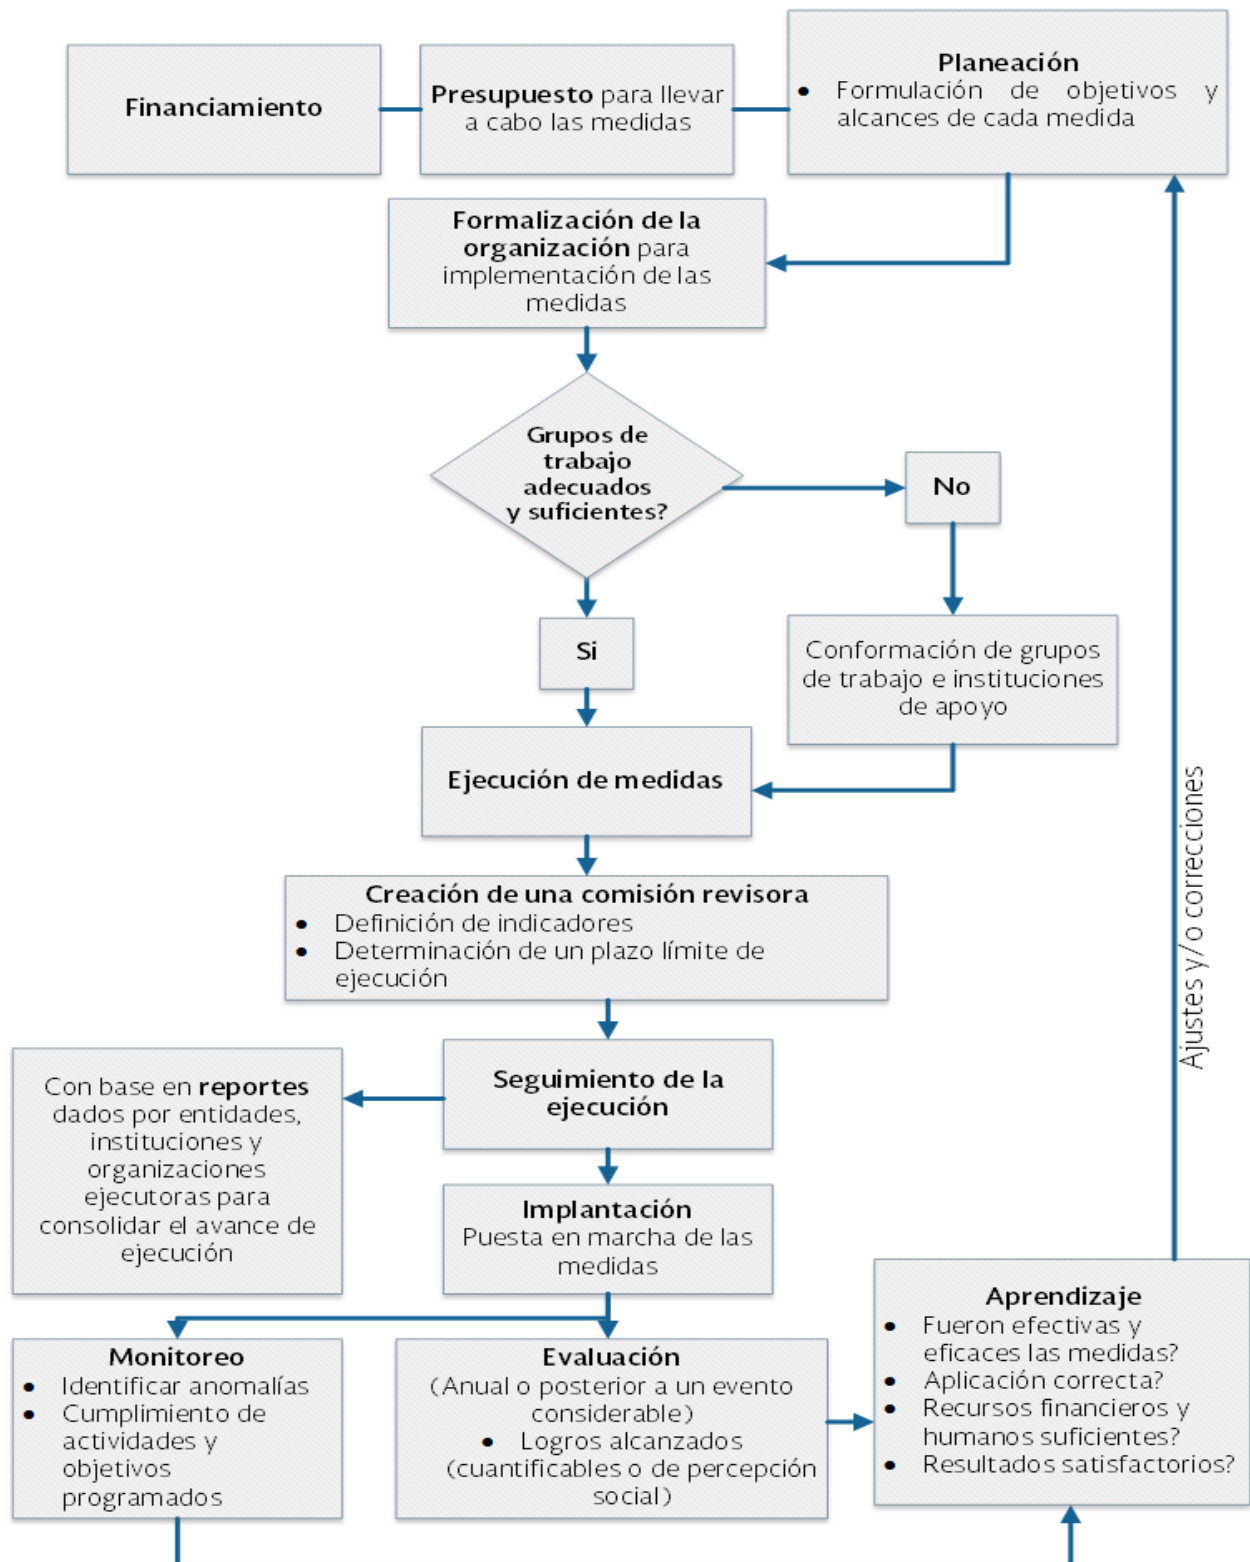 Financiamiento
Presupuesto para llevar
a cabo las medidas
Planeación
• Formulación de objetivos y
alcances de cada medida
Formalización de la
organización para
implementación de las
medidas
Grupos de
trabajo
adecuados
y suficientes?
No
Si
Conformación de grupos
de trabajo e instituciones
de apoyo
Ejecución de medidas
Ajustes y/o correcciones
Creación de una comisión revisora
• Definición de indicadores
• Determinación de un plazo límite de
ejecución
Seguimiento de la
ejecución
Con base en reportes
dados por entidades,
instituciones y
organizaciones
ejecutoras para
consolidar el avance de
ejecución
Implantación
Puesta en marcha de las
medidas
Monitoreo
• Identificar anomalías
• Cumplimiento de
actividades y
objetivos
programados
Evaluación
(Anual o posterior a un evento
considerable)
• Logros alcanzados
(cuantificables o de percepción
social)
Aprendizaje
• Fueron efectivas y
eficaces las medidas?
• Aplicación correcta?
• Recursos financieros y
humanos suficientes?
• Resultados satisfactorios?